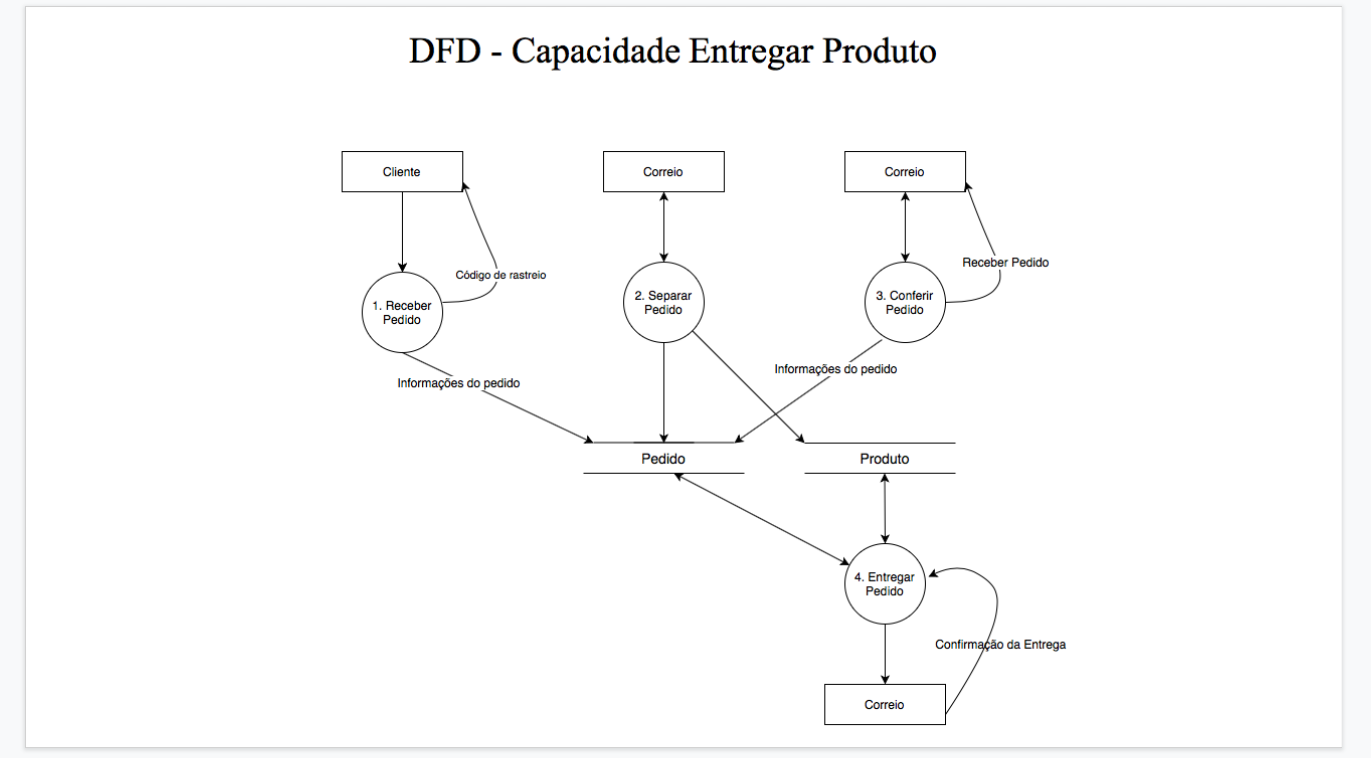 DFD - Capacidade Entregar Produto
Cliente
Correio
Correio
Código de rastreio
Receber Pedido
1. Receber
Pedido
2. Separar
Pedido
3. Conferir
Pedido
Informações do pedido
Informações do pedido
Pedido
Produto
4. Entregar
Pedido
Confirmação da Entrega
Correio